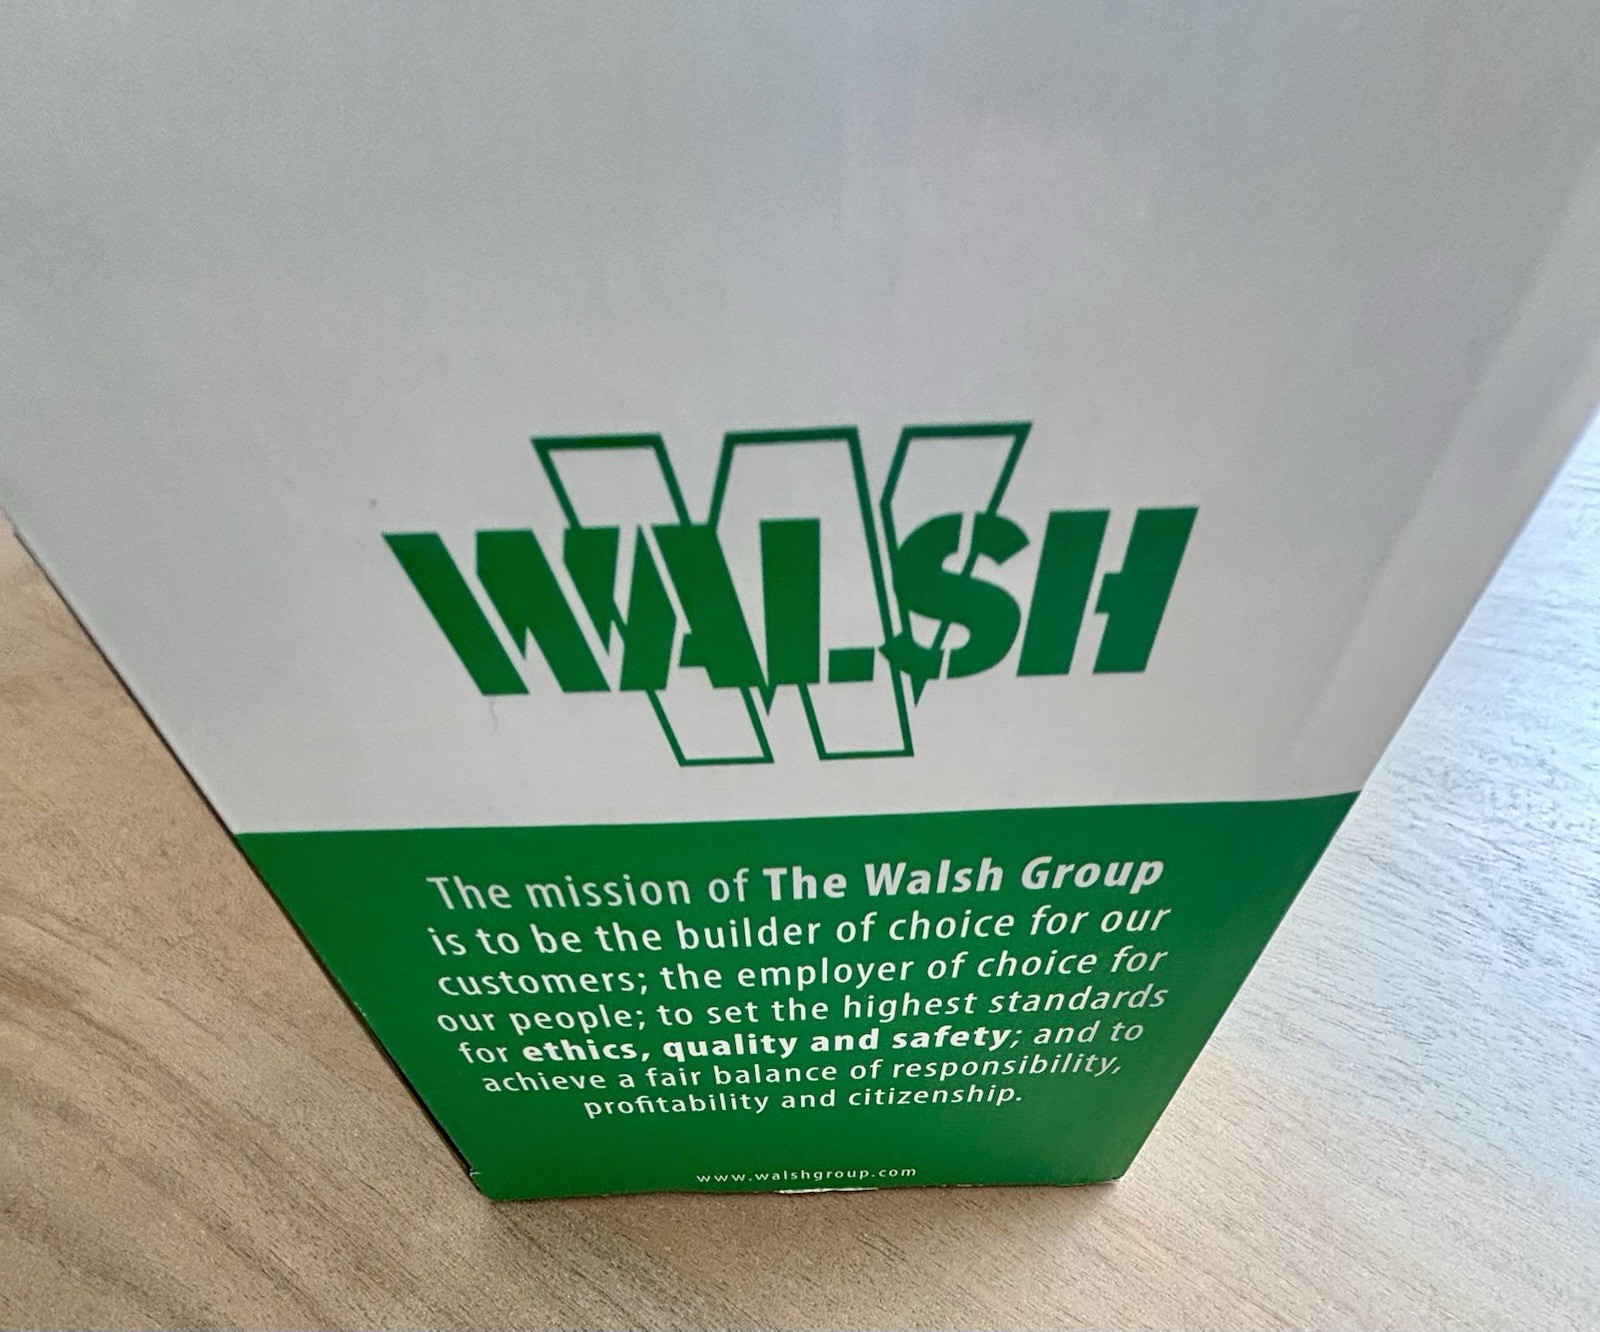 WALSH
The mission of The Walsh Group
is to be the builder of choice for our
customers; the employer of choice for
our people; to set the highest standards
for ethics, quality and safety; and to
achieve a fair balance of responsibility,
profitability and citizenship.
www.walshgroup.com